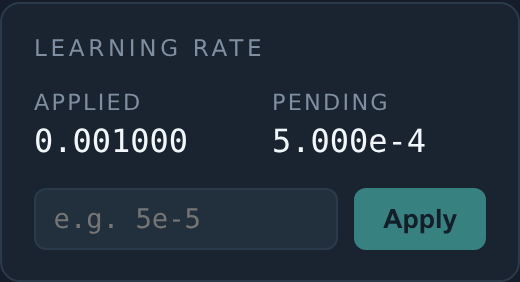 LEARNING RATE
APPLIED PENDING
0.001000 5.000e-4
e.g. 5e-5 Apply